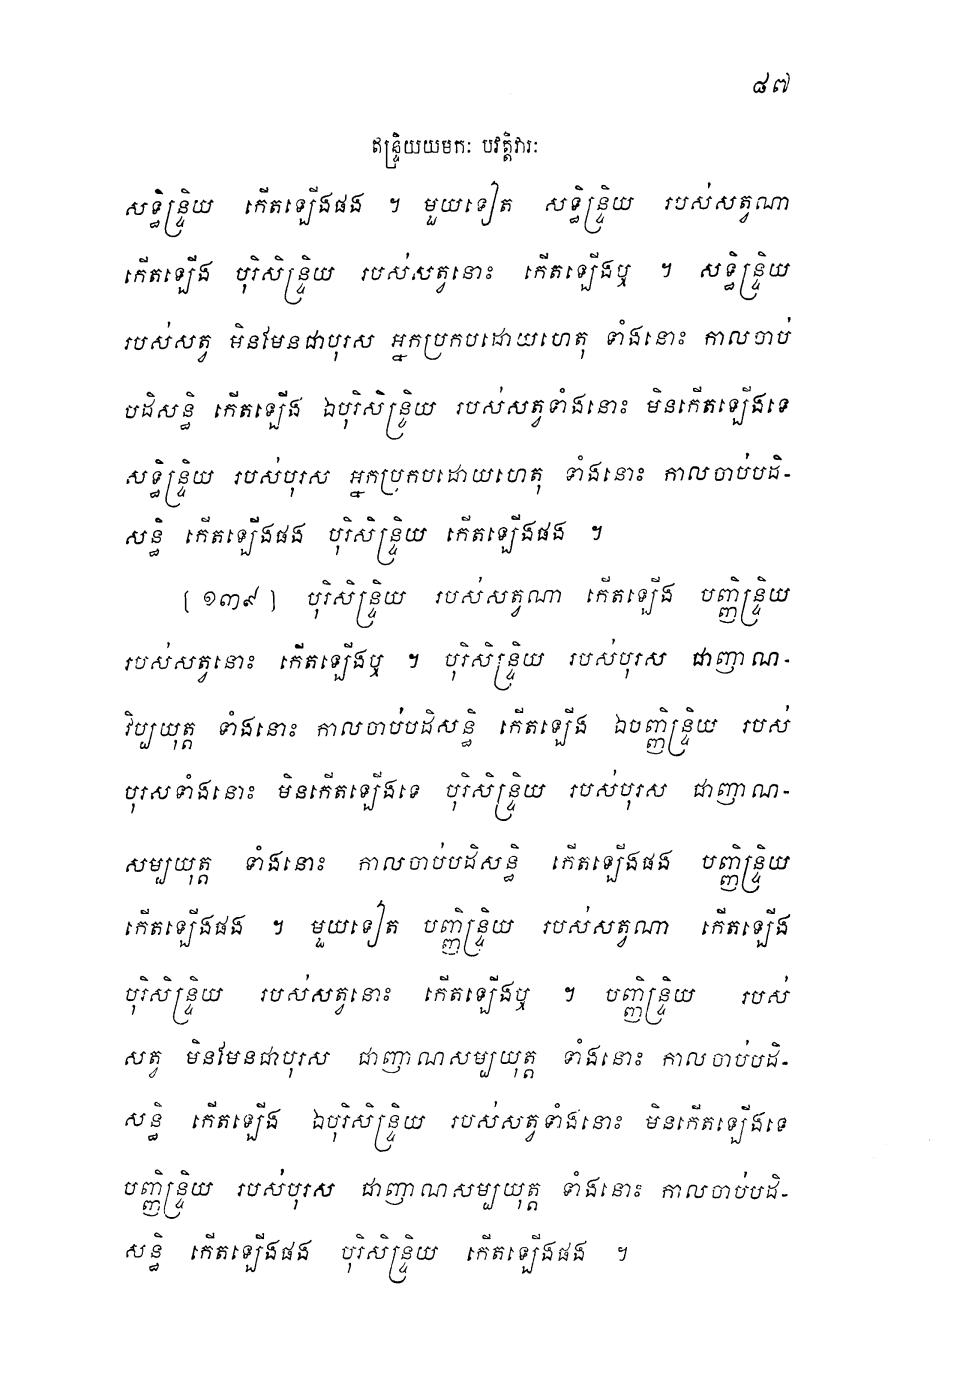 ៨៧
ឥន្ទ្រិយយមកៈ បវត្តិវារៈ
សទ្ធិន្ទ្រិយ កើតឡើងផង ។ មួយទៀត សទ្ធិន្ទ្រិយ របស់សត្វណា
កើតឡើង បុរិសិន្ទ្រិយ របស់សត្វនោះ កើតឡើងឬ ។ សទ្ធិន្ទ្រិយ
របស់សត្វ មិនមែនជាបុរស អ្នកប្រកបដោយហេតុ ទាំងនោះ កាលចាប់
បដិសន្ធិ កើតឡើង ឯបុរិសិន្ទ្រិយ របស់សត្វទាំងនោះ មិនកើតឡើងទេ
សទ្ធិន្ទ្រិយ របស់បុរស អ្នកប្រកបដោយហេតុ ទាំងនោះ កាលចាប់បដិ-
សន្ធិ កើតឡើងផង បុរិសិន្ទ្រិយ កើតឡើងផង ។
[ ១៣៩ ] បុរិសិន្ទ្រិយ របស់សត្វណា កើតឡើង បញ្ញិន្ទ្រិយ
របស់សត្វនោះ កើតឡើងឬ ។ បុរិសិន្ទ្រិយ របស់បុរស ជាញាណ-
វិប្បយុត្ត ទាំងនោះ កាលចាប់បដិសន្ធិ កើតឡើង ឯបញ្ញិន្ទ្រិយ របស់
បុរសទាំងនោះ មិនកើតឡើងទេ បុរិសិន្ទ្រិយ របស់បុរស ជាញាណ-
សម្បយុត្ត ទាំងនោះ កាលចាប់បដិសន្ធិ កើតឡើងផង បញ្ញិន្ទ្រិយ
កើតឡើងផង ។ មួយទៀត បញ្ញិន្ទ្រិយ របស់សត្វណា កើតឡើង
បុរិសិន្ទ្រិយ របស់សត្វនោះ កើតឡើងឬ ។ បញ្ញិន្ទ្រិយ របស់
សត្វ មិនមែនជាបុរស ជាញាណសម្បយុត្ត ទាំងនោះ កាលចាប់បដិ-
សន្ធិ កើតឡើង ឯបុរិសិន្ទ្រិយ របស់សត្វទាំងនោះ មិនកើតឡើងទេ
បញ្ញិន្ទ្រិយ របស់បុរស ជាញាណសម្បយុត្ត ទាំងនោះ កាលចាប់បដិ-
សន្ធិ កើតឡើងផង បុរិសិន្ទ្រិយ កើតឡើងផង ។